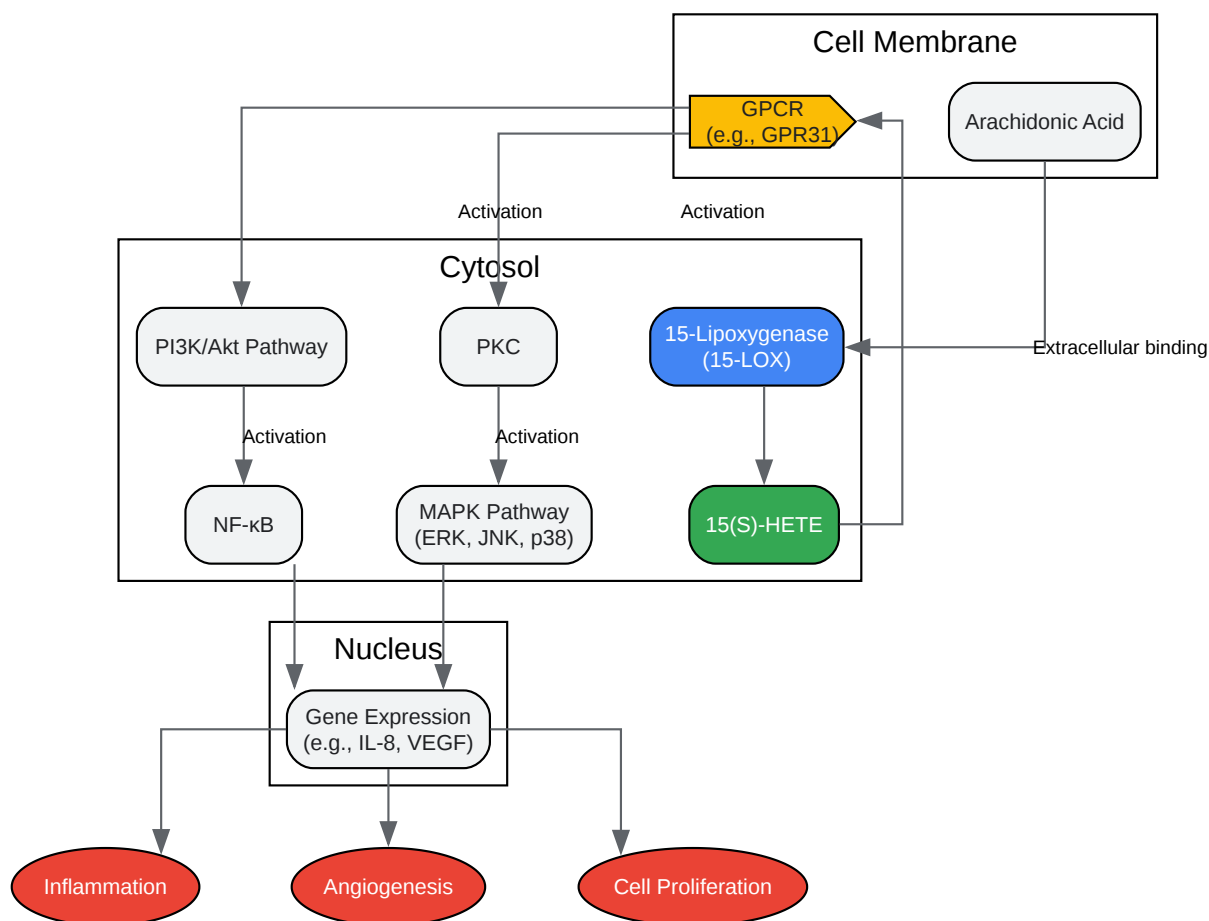 Cell Membrane
GPCR
(e.g., GPR31)
Arachidonic Acid
Activation
Activation
Cytosol
PI3K/Akt Pathway
PKC
15-Lipoxygenase
(15-LOX)
Extracellular binding
Activation
Activation
NF-κB
MAPK Pathway
(ERK, JNK, p38)
15(S)-HETE
Nucleus
Gene Expression
(e.g., IL-8, VEGF)
Inflammation
Angiogenesis
Cell Proliferation